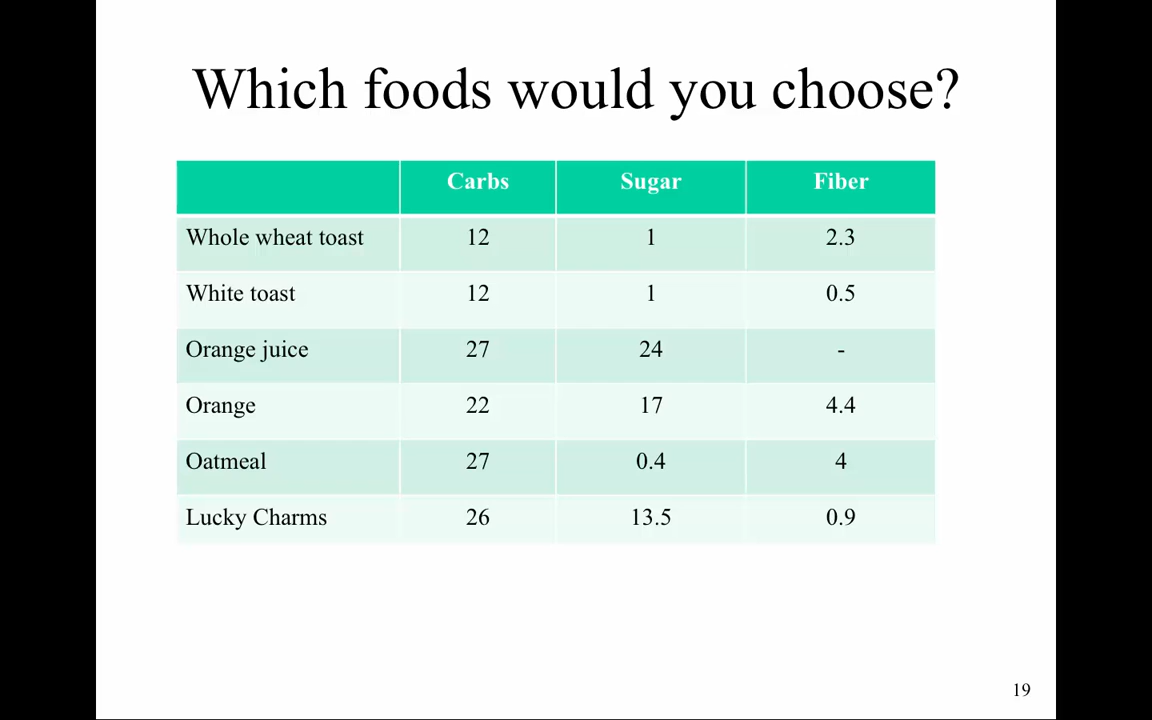 Which foods would you choose?
Carbs Sugar Fiber
Whole wheat toast 12 1 2.3
White toast 12 1 0.5
Orange juice 27 24 -
Orange 22 17 4.4
Oatmeal 27 0.4 4
Lucky Charms 26 13.5 0.9
19